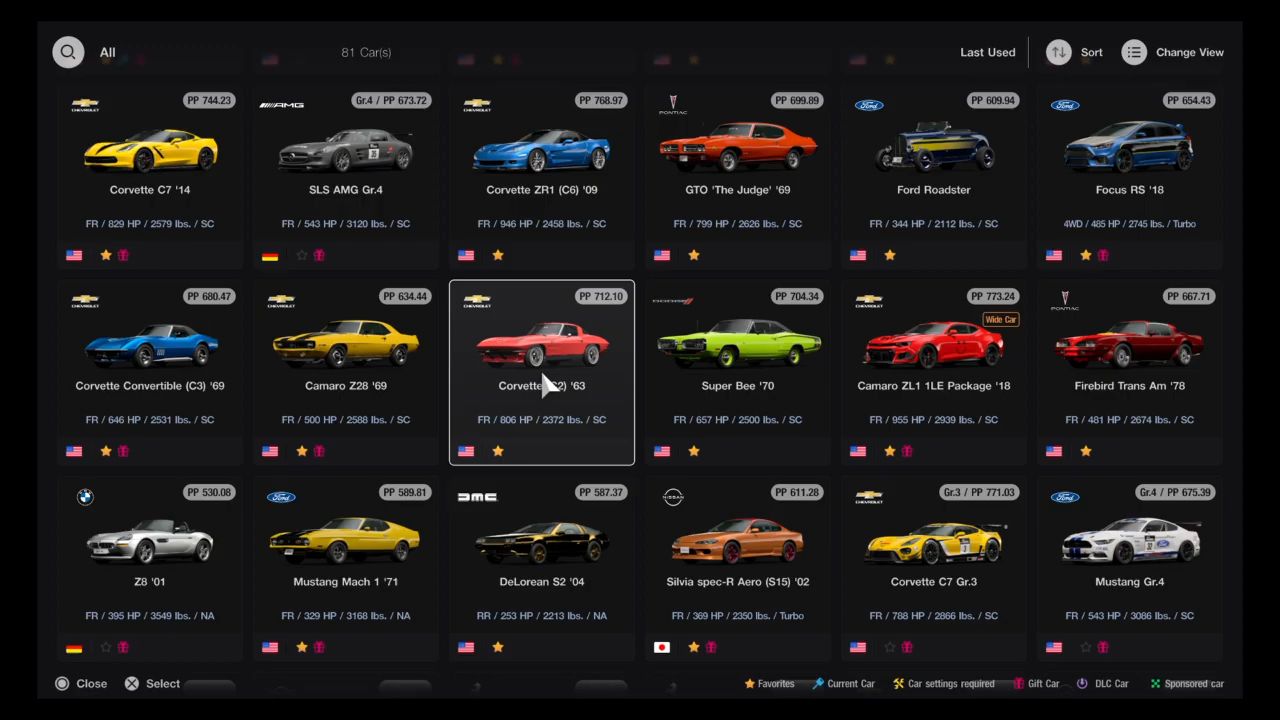 All
81 Car(s)
Last Used
Sort
Change View
CHEVROLET
PP 744.23
Corvette C7 '14
FR / 829 HP / 2579 lbs. / SC
AMG
Gr.4 / PP 673.72
SLS AMG Gr.4
FR / 543 HP / 3120 lbs. / SC
CHEVROLET
PP 768.97
Corvette ZR1 (C6) '09
FR / 946 HP / 2458 lbs. / SC
PONTIAC
PP 699.89
GTO 'The Judge' '69
FR / 799 HP / 2626 lbs. / SC
Ford
PP 609.94
Ford Roadster
FR / 344 HP / 2112 lbs. / SC
Ford
PP 654.43
Focus RS '18
4WD / 485 HP / 2745 lbs. / Turbo
CHEVROLET
PP 680.47
Corvette Convertible (C3) '69
FR / 646 HP / 2531 lbs. / SC
CHEVROLET
PP 634.44
Camaro Z28 '69
FR / 500 HP / 2588 lbs. / SC
CHEVROLET
PP 712.10
Corvette (C2) '63
FR / 806 HP / 2372 lbs. / SC
DODGE
PP 704.34
Super Bee '70
FR / 657 HP / 2500 lbs. / SC
CHEVROLET
PP 773.24
Wide Car
Camaro ZL1 1LE Package '18
FR / 955 HP / 2939 lbs. / SC
PONTIAC
PP 667.71
Firebird Trans Am '78
FR / 481 HP / 2674 lbs. / SC
PP 530.08
Z8 '01
FR / 395 HP / 3549 lbs. / NA
Ford
PP 589.81
Mustang Mach 1 '71
FR / 329 HP / 3168 lbs. / NA
DMC
PP 587.37
DeLorean S2 '04
RR / 253 HP / 2213 lbs. / NA
NISSAN
PP 611.28
Silvia spec-R Aero (S15) '02
FR / 369 HP / 2350 lbs. / Turbo
CHEVROLET
Gr.3 / PP 771.03
Corvette C7 Gr.3
FR / 788 HP / 2866 lbs. / SC
Ford
Gr.4 / PP 675.39
Mustang Gr.4
FR / 543 HP / 3086 lbs. / SC
Close
Select
Favorites
Current Car
Car settings required
Gift Car
DLC Car
Sponsored car